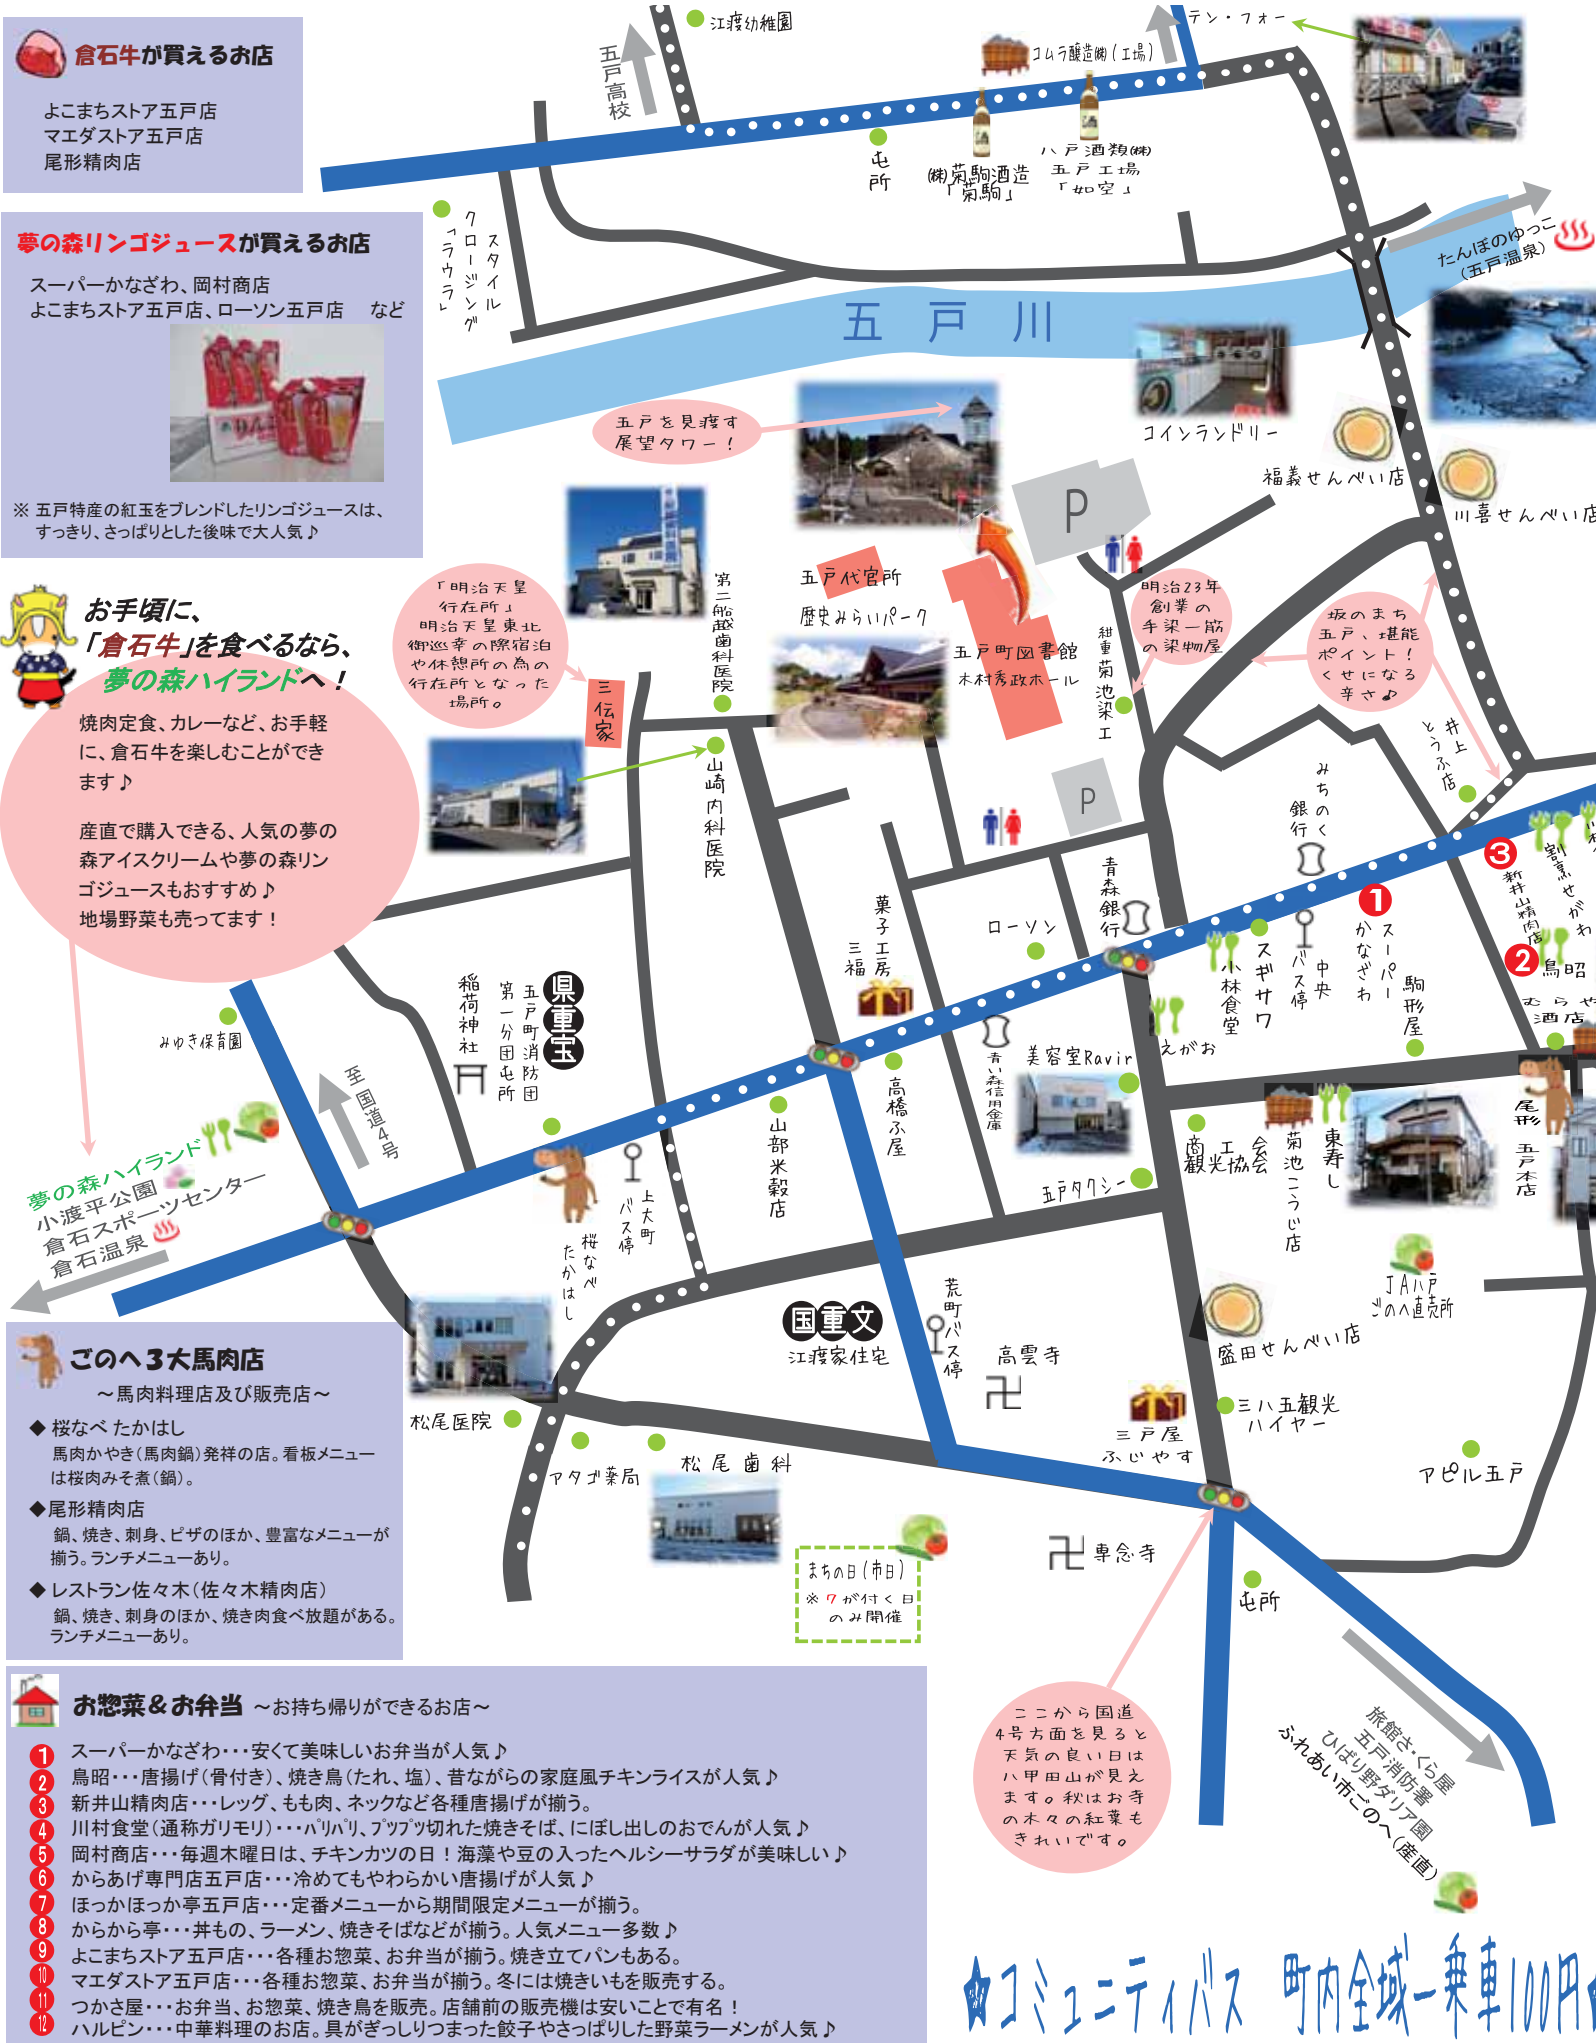 倉石牛が買えるお店
よこまちストア五戸店
マエダストア五戸店
尾形精肉店
夢の森リンゴジュースが買えるお店
スーパーかなざわ、岡村商店
よこまちストア五戸店、ローソン五戸店 など
※ 五戸特産の紅玉をブレンドしたリンゴジュースは、
すっきり、さっぱりとした後味で大人気♪
お手頃に、
「倉石牛」を食べるなら、
夢の森ハイランドへ！
焼肉定食、カレーなど、お手軽
に、倉石牛を楽しむことができ
ます♪
産直で購入できる、人気の夢の
森アイスクリームや夢の森リン
ゴジュースもおすすめ♪
地場野菜も売ってます！
江渡幼稚園
五戸高校
コムラ醸造㈱(工場)
テン・フォー
屯所
㈱菊駒酒造
「菊駒」
八戸酒類㈱
五戸工場
「如空」
スタイル
クロージング
「ラウラ」
五戸川
たんぽのゆっこ
(五戸温泉)
五戸を見渡す
展望タワー！
コインランドリー
福義せんべい店
川喜せんべい店
P
「明治天皇
行在所」
明治天皇東北
御巡幸の際宿泊
や休憩所の為の
行在所となった
場所。
三伝家
第二船越歯科医院
山崎内科医院
五戸代官所
歴史みらいパーク
五戸町図書館
木村秀政ホール
紺重菊池染工
明治23年
創業の
手染一筋
の染物屋
坂のまち
五戸、堪能
ポイント！
くせになる
辛さ♪
井上
とうふ店
P
みちのく
銀行
青森銀行
ローソン
菓子工房
三福
小林食堂
スギサワ
中央
バス停
1
スーパー
かなざわ
駒形屋
3
新井山精肉店
割烹せがわ
2
鳥昭
むらや
酒店
えがお
青い森信用金庫
美容室Ravir
高橋ふ屋
山部米穀店
稲荷神社
五戸町消防団
第一分団屯所
県重宝
みゆき保育園
至国道4号
夢の森ハイランド
小渡平公園
倉石スポーツセンター
倉石温泉
桜なべ
たかはし
上大町
バス停
五戸タクシー
商工会
観光協会
菊池こうじ店
東寿し
尾形
五戸本店
JA八戸
ごのへ直売所
盛田せんべい店
三八五観光
ハイヤー
三戸屋
ふじやす
アピル五戸
荒町バス停
高雲寺
国重文
江渡家住宅
松尾医院
アタゴ薬局
松尾歯科
専念寺
まちの日(市日)
※7が付く日
のみ開催
屯所
ここから国道
4号方面を見ると
天気の良い日は
八甲田山が見え
ます。秋はお寺
の木々の紅葉も
きれいです。
旅館さくら屋
五戸消防署
ひばり野ダリア園
ふれあい市ごのへ(産直)
ごのへ3大馬肉店
～馬肉料理店及び販売店～
◆ 桜なべ たかはし
馬肉かやき(馬肉鍋)発祥の店。看板メニュー
は桜肉みそ煮(鍋)。
◆尾形精肉店
鍋、焼き、刺身、ピザのほか、豊富なメニューが
揃う。ランチメニューあり。
◆ レストラン佐々木(佐々木精肉店)
鍋、焼き、刺身のほか、焼き肉食べ放題がある。
ランチメニューあり。
お惣菜＆お弁当 ～お持ち帰りができるお店～
1 スーパーかなざわ・・・安くて美味しいお弁当が人気♪
2 鳥昭・・・唐揚げ(骨付き)、焼き鳥(たれ、塩)、昔ながらの家庭風チキンライスが人気♪
3 新井山精肉店・・・レッグ、もも肉、ネックなど各種唐揚げが揃う。
4 川村食堂(通称ガリモリ)・・・ﾊﾟﾘﾊﾟﾘ、ﾌﾟﾂﾌﾟﾂ切れた焼きそば、にぼし出しのおでんが人気♪
5 岡村商店・・・毎週木曜日は、チキンカツの日！海藻や豆の入ったヘルシーサラダが美味しい♪
6 からあげ専門店五戸店・・・冷めてもやわらかい唐揚げが人気♪
7 ほっかほっか亭五戸店・・・定番メニューから期間限定メニューが揃う。
8 からから亭・・・丼もの、ラーメン、焼きそばなどが揃う。人気メニュー多数♪
9 よこまちストア五戸店・・・各種お惣菜、お弁当が揃う。焼き立てパンもある。
10 マエダストア五戸店・・・各種お惣菜、お弁当が揃う。冬には焼きいもを販売する。
11 つかさ屋・・・お弁当、お惣菜、焼き鳥を販売。店舗前の販売機は安いことで有名！
12 ハルピン・・・中華料理のお店。具がぎっしりつまった餃子やさっぱりした野菜ラーメンが人気♪
★コミュニティバス 町内全域一乗車100円